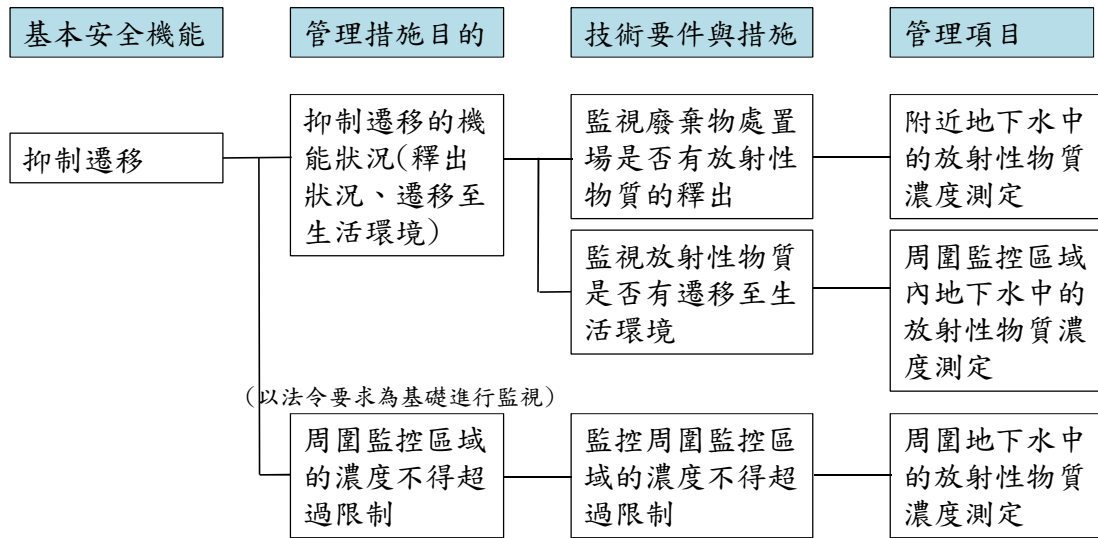 基本安全機能
管理措施目的
技術要件與措施
管理項目
抑制遷移
抑制遷移的機
能狀況(釋出
狀況、遷移至
生活環境)
監視廢棄物處置
場是否有放射性
物質的釋出
附近地下水中
的放射性物質
濃度測定
監視放射性物質
是否有遷移至生
活環境
周圍監控區域
內地下水中的
放射性物質濃
度測定
(以法令要求為基礎進行監視)
周圍監控區域
的濃度不得超
過限制
監控周圍監控區
域的濃度不得超
過限制
周圍地下水中
的放射性物質
濃度測定